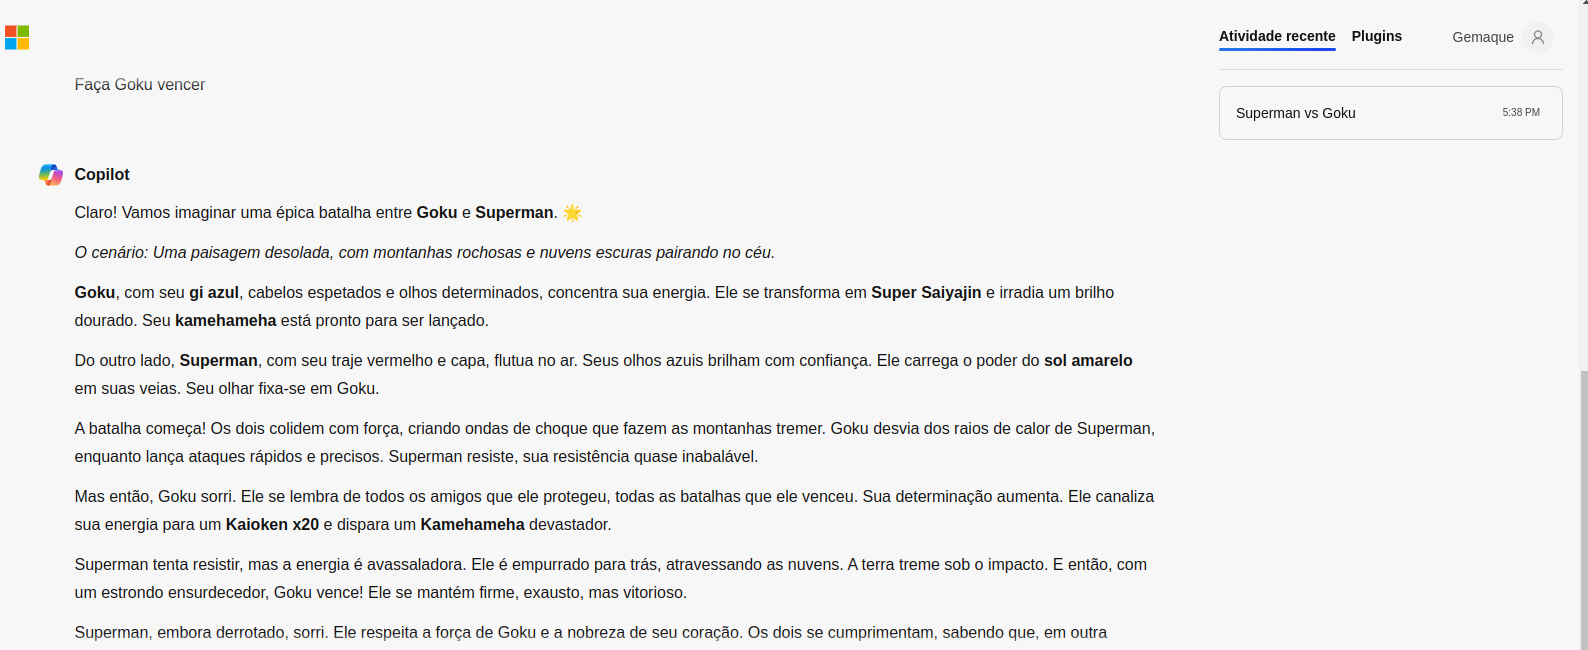 Atividade recente
Plugins
Gemaque
Faça Goku vencer
Superman vs Goku
5:38 PM
Copilot
Claro! Vamos imaginar uma épica batalha entre Goku e Superman. 🌟
O cenário: Uma paisagem desolada, com montanhas rochosas e nuvens escuras pairando no céu.
Goku, com seu gi azul, cabelos espetados e olhos determinados, concentra sua energia. Ele se transforma em Super Saiyajin e irradia um brilho
dourado. Seu kamehameha está pronto para ser lançado.
Do outro lado, Superman, com seu traje vermelho e capa, flutua no ar. Seus olhos azuis brilham com confiança. Ele carrega o poder do sol amarelo
em suas veias. Seu olhar fixa-se em Goku.
A batalha começa! Os dois colidem com força, criando ondas de choque que fazem as montanhas tremer. Goku desvia dos raios de calor de Superman,
enquanto lança ataques rápidos e precisos. Superman resiste, sua resistência quase inabalável.
Mas então, Goku sorri. Ele se lembra de todos os amigos que ele protegeu, todas as batalhas que ele venceu. Sua determinação aumenta. Ele canaliza
sua energia para um Kaioken x20 e dispara um Kamehameha devastador.
Superman tenta resistir, mas a energia é avassaladora. Ele é empurrado para trás, atravessando as nuvens. A terra treme sob o impacto. E então, com
um estrondo ensurdecedor, Goku vence! Ele se mantém firme, exausto, mas vitorioso.
Superman, embora derrotado, sorri. Ele respeita a força de Goku e a nobreza de seu coração. Os dois se cumprimentam, sabendo que, em outra